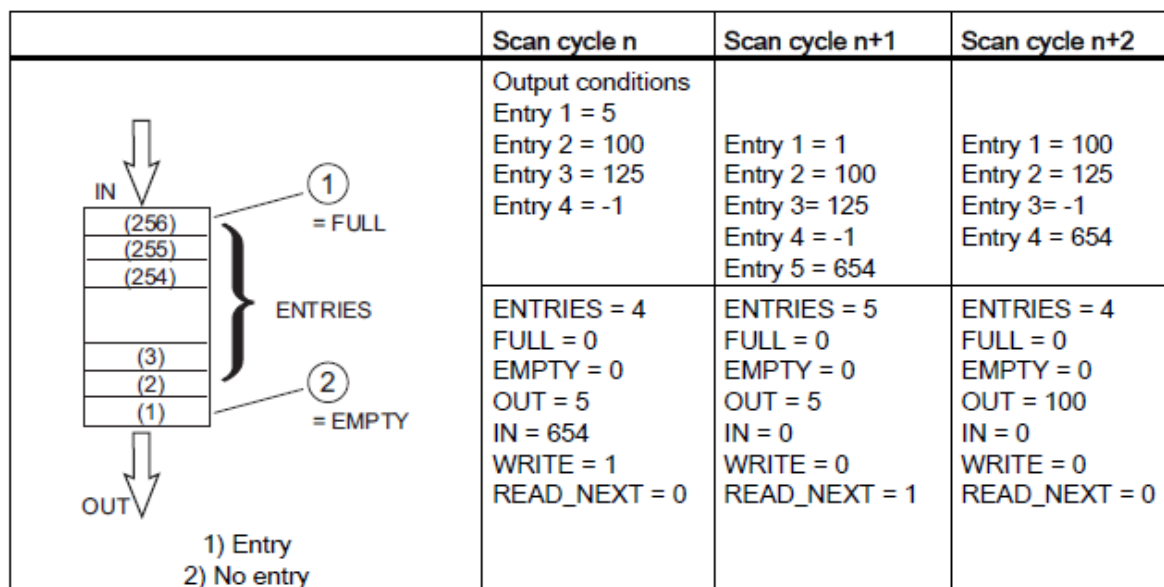 Scan cycle n
Scan cycle n+1
Scan cycle n+2
IN
(256)
(255)
(254)
(3)
(2)
(1)
OUT
1
= FULL
ENTRIES
2
= EMPTY
1) Entry
2) No entry
Output conditions
Entry 1 = 5
Entry 2 = 100
Entry 3 = 125
Entry 4 = -1
Entry 1 = 1
Entry 2 = 100
Entry 3= 125
Entry 4 = -1
Entry 5 = 654
Entry 1 = 100
Entry 2 = 125
Entry 3= -1
Entry 4 = 654
ENTRIES = 4
FULL = 0
EMPTY = 0
OUT = 5
IN = 654
WRITE = 1
READ_NEXT = 0
ENTRIES = 5
FULL = 0
EMPTY = 0
OUT = 5
IN = 0
WRITE = 0
READ_NEXT = 1
ENTRIES = 4
FULL = 0
EMPTY = 0
OUT = 100
IN = 0
WRITE = 0
READ_NEXT = 0